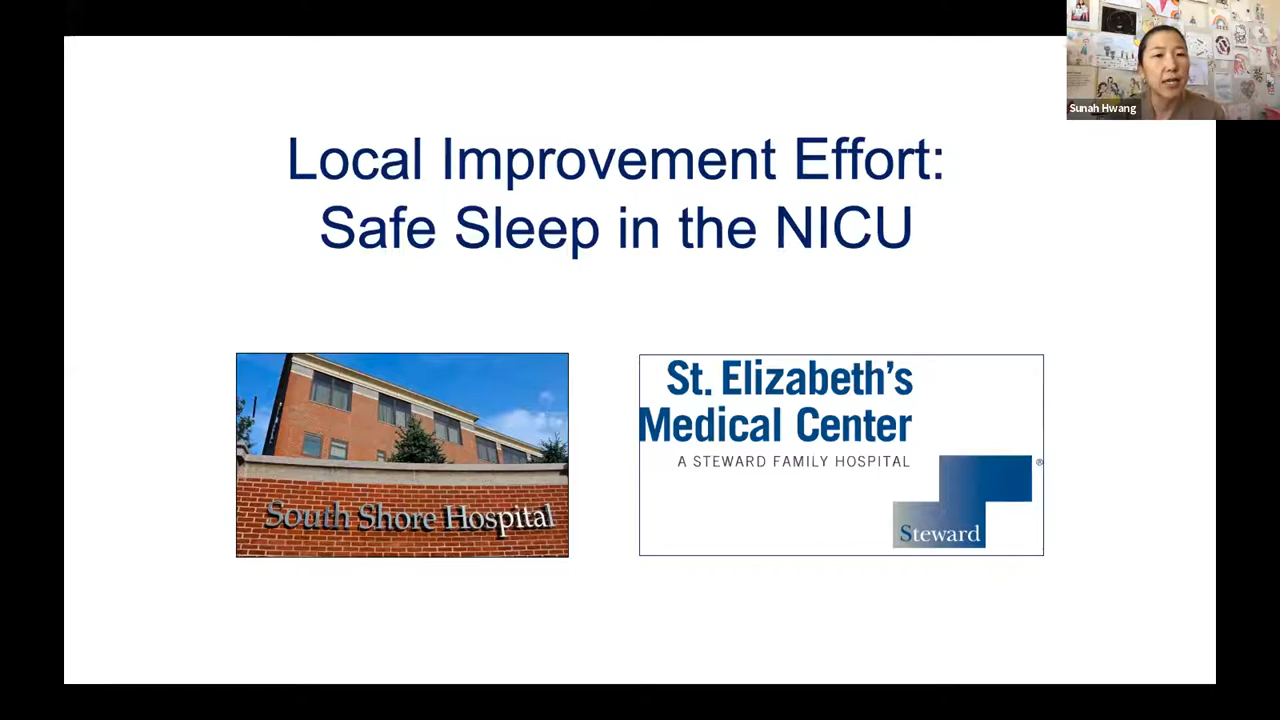 Sunah Hwang
Local Improvement Effort:
Safe Sleep in the NICU
South Shore Hospital
St. Elizabeth's
Medical Center
A STEWARD FAMILY HOSPITAL
®
Steward